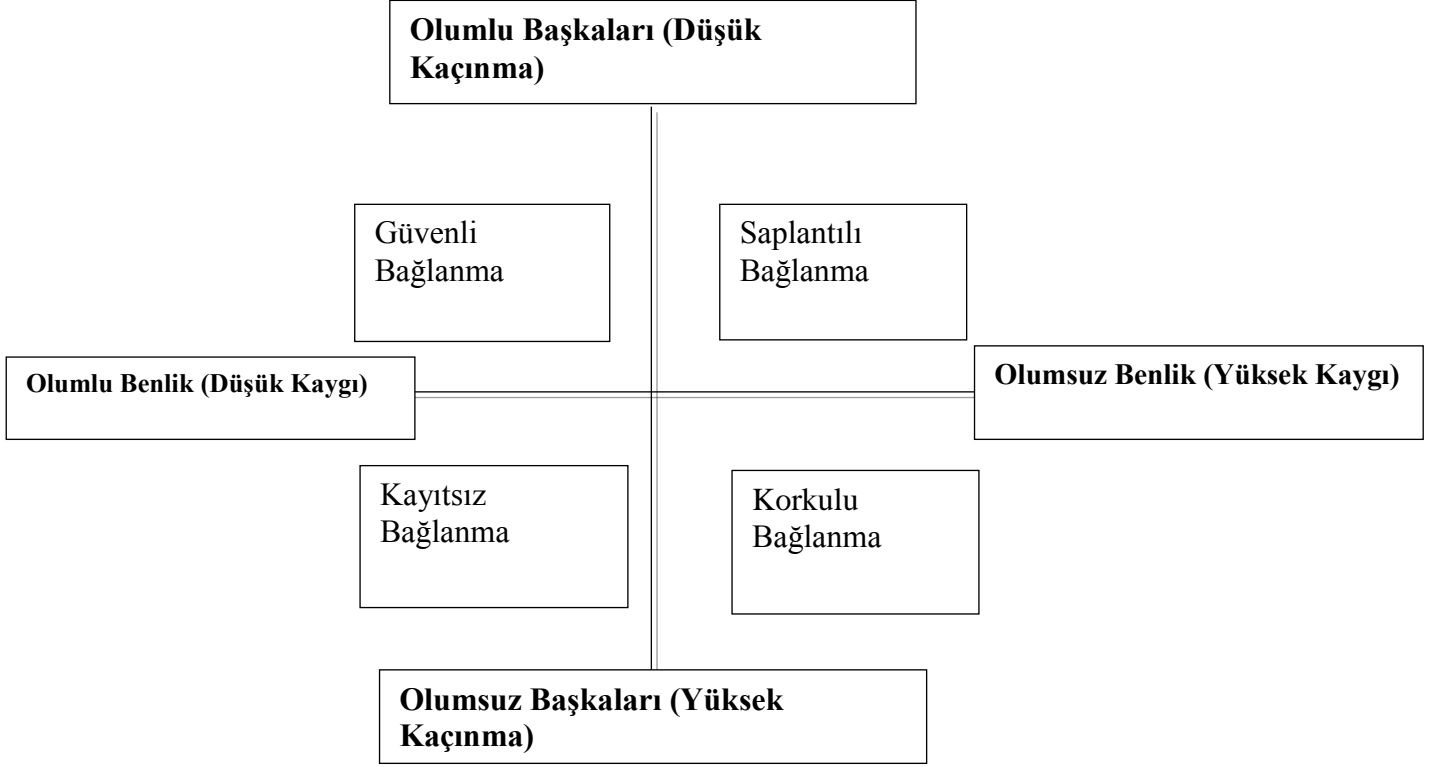 Olumlu Başkaları (Düşük
Kaçınma)
Güvenli
Bağlanma
Saplantılı
Bağlanma
Olumlu Benlik (Düşük Kaygı)
Olumsuz Benlik (Yüksek Kaygı)
Kayıtsız
Bağlanma
Korkulu
Bağlanma
Olumsuz Başkaları (Yüksek
Kaçınma)